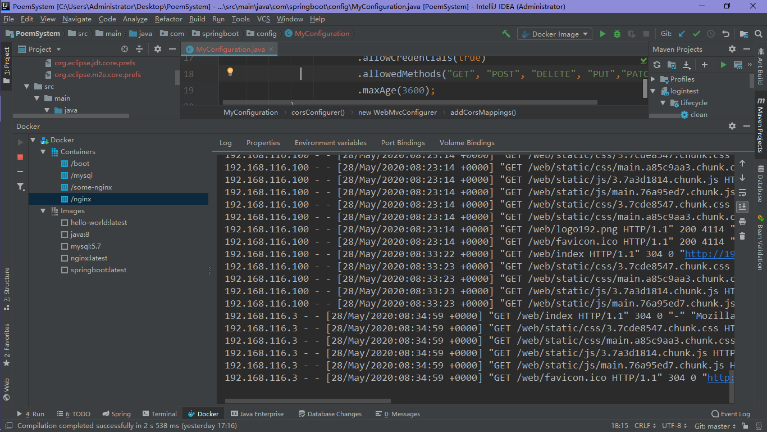 PoemSystem [C:\Users\Administrator\Desktop\PoemSystem] - ...\src\main\java\com\springboot\config\MyConfiguration.java [PoemSystem] - IntelliJ IDEA (Administrator)
File Edit View Navigate Code Analyze Refactor Build Run Tools VCS Window Help
PoemSystem src main java com springboot config MyConfiguration
Docker Image
Git:
Project
MyConfiguration.java
Maven Projects
org.eclipse.jdt.core.prefs
org.eclipse.m2e.core.prefs
src
main
java
17 .allowCredentials(true)
18 .allowedMethods("GET", "POST", "DELETE", "PUT","PATC
19 .maxAge(3600);
MyConfiguration corsConfigurer() new WebMvcConfigurer addCorsMappings()
Profiles
logintest
Lifecycle
clean
1: Project
Z: Structure
2: Favorites
Web
Ant Build
Maven Projects
Database
Bean Validation
Docker
Docker
Containers
/boot
/mysql
/some-nginx
/nginx
Images
hello-world:latest
java:8
mysql:5.7
nginx:latest
springboot:latest
Log Properties Environment variables Port Bindings Volume Bindings
192.168.116.100 - - [28/May/2020:08:23:14 +0000] "GET /web/static/css/3.7cde8547.chunk.css
192.168.116.100 - - [28/May/2020:08:23:14 +0000] "GET /web/static/css/main.a85c9aa3.chunk.c
192.168.116.100 - - [28/May/2020:08:23:14 +0000] "GET /web/static/js/3.7a3d1814.chunk.js H
192.168.116.100 - - [28/May/2020:08:23:14 +0000] "GET /web/static/js/main.76a95ed7.chunk.js
192.168.116.100 - - [28/May/2020:08:23:14 +0000] "GET /web/static/css/3.7cde8547.chunk.css
192.168.116.100 - - [28/May/2020:08:23:14 +0000] "GET /web/static/css/main.a85c9aa3.chunk.c
192.168.116.100 - - [28/May/2020:08:23:14 +0000] "GET /web/logo192.png HTTP/1.1" 200 4114 "
192.168.116.100 - - [28/May/2020:08:23:14 +0000] "GET /web/favicon.ico HTTP/1.1" 200 4114 "
192.168.116.100 - - [28/May/2020:08:33:22 +0000] "GET /web/index HTTP/1.1" 304 0 "http://19
192.168.116.100 - - [28/May/2020:08:33:23 +0000] "GET /web/static/css/3.7cde8547.chunk.css
192.168.116.100 - - [28/May/2020:08:33:23 +0000] "GET /web/static/css/main.a85c9aa3.chunk.c
192.168.116.100 - - [28/May/2020:08:33:23 +0000] "GET /web/static/js/3.7a3d1814.chunk.js HT
192.168.116.100 - - [28/May/2020:08:33:23 +0000] "GET /web/static/js/main.76a95ed7.chunk.js
192.168.116.3 - - [28/May/2020:08:34:59 +0000] "GET /web/index HTTP/1.1" 304 0 "-" "Mozilla
192.168.116.3 - - [28/May/2020:08:34:59 +0000] "GET /web/static/css/3.7cde8547.chunk.css HT
192.168.116.3 - - [28/May/2020:08:34:59 +0000] "GET /web/static/css/main.a85c9aa3.chunk.css
192.168.116.3 - - [28/May/2020:08:34:59 +0000] "GET /web/static/js/3.7a3d1814.chunk.js HTTP
192.168.116.3 - - [28/May/2020:08:34:59 +0000] "GET /web/static/js/main.76a95ed7.chunk.js H
192.168.116.3 - - [28/May/2020:08:34:59 +0000] "GET /web/favicon.ico HTTP/1.1" 304 0 "http:
4: Run 6: TODO Spring Terminal Docker Java Enterprise Database Changes 0: Messages Event Log
Compilation completed successfully in 2 s 538 ms (yesterday 17:16) 18:15 CRLF UTF-8 Git: master